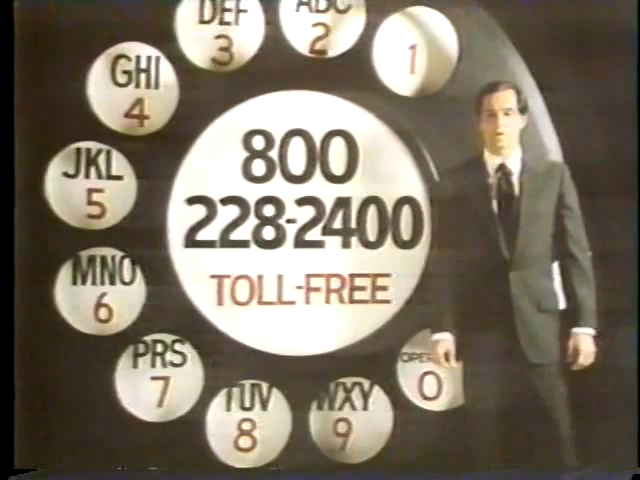 DEF
3
ABC
2
1
GHI
4
JKL
5
MNO
6
PRS
7
TUV
8
WXY
9
0
800
228-2400
TOLL-FREE